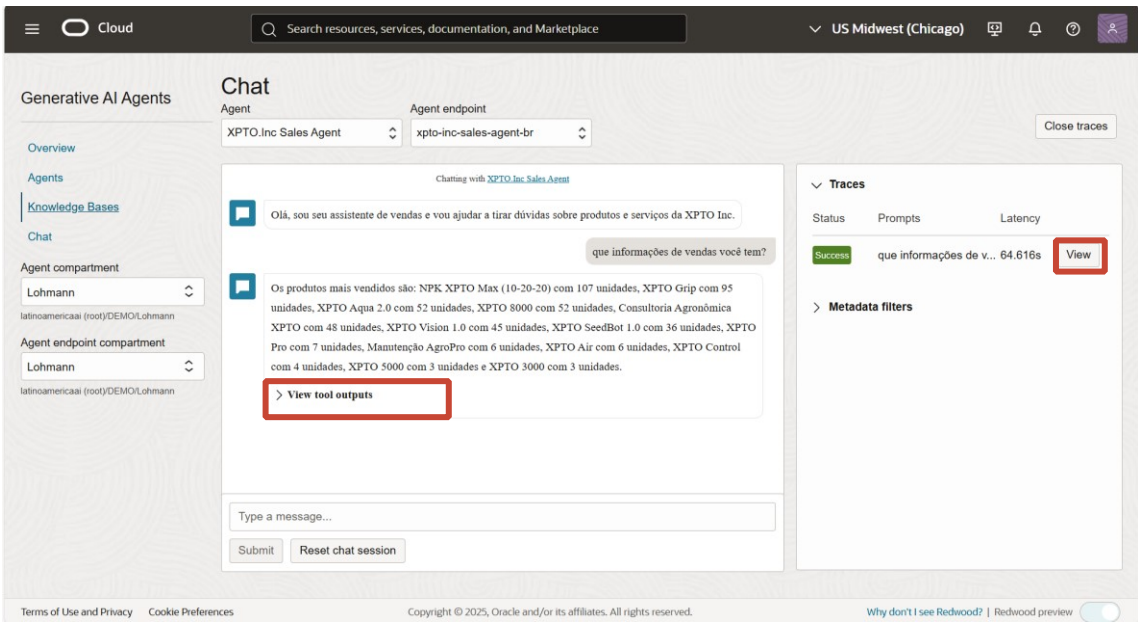 Cloud
Search resources, services, documentation, and Marketplace
US Midwest (Chicago)
Generative AI Agents
Overview
Agents
Knowledge Bases
Chat
Agent compartment
Lohmann
latinoamericaai (root)/DEMO/Lohmann
Agent endpoint compartment
Lohmann
latinoamericaai (root)/DEMO/Lohmann
Chat
Agent
Agent endpoint
XPTO.Inc Sales Agent
xpto-inc-sales-agent-br
Close traces
Chatting with XPTO.Inc Sales Agent
Olá, sou seu assistente de vendas e vou ajudar a tirar dúvidas sobre produtos e serviços da XPTO Inc.
que informações de vendas você tem?
Os produtos mais vendidos são: NPK XPTO Max (10-20-20) com 107 unidades, XPTO Grip com 95
unidades, XPTO Aqua 2.0 com 52 unidades, XPTO 8000 com 52 unidades, Consultoria Agronômica
XPTO com 48 unidades, XPTO Vision 1.0 com 45 unidades, XPTO SeedBot 1.0 com 36 unidades, XPTO
Pro com 7 unidades, Manutenção AgroPro com 6 unidades, XPTO Air com 6 unidades, XPTO Control
com 4 unidades, XPTO 5000 com 3 unidades e XPTO 3000 com 3 unidades.
View tool outputs
Type a message...
Submit
Reset chat session
Traces
Status Prompts Latency
Success que informações de v... 64.616s View
Metadata filters
Terms of Use and Privacy Cookie Preferences
Copyright © 2025, Oracle and/or its affiliates. All rights reserved.
Why don't I see Redwood? | Redwood preview